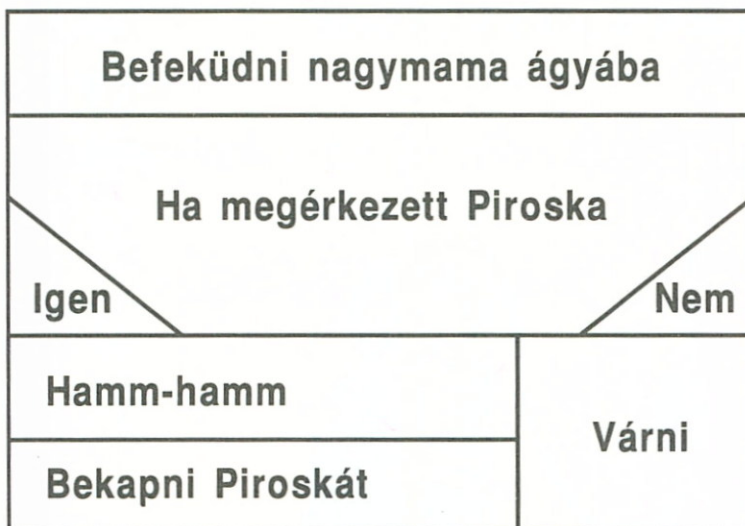 Befeküdni nagymama ágyába
Ha megérkezett Piroska
Igen
Nem
Hamm-hamm
Várni
Bekapni Piroskát